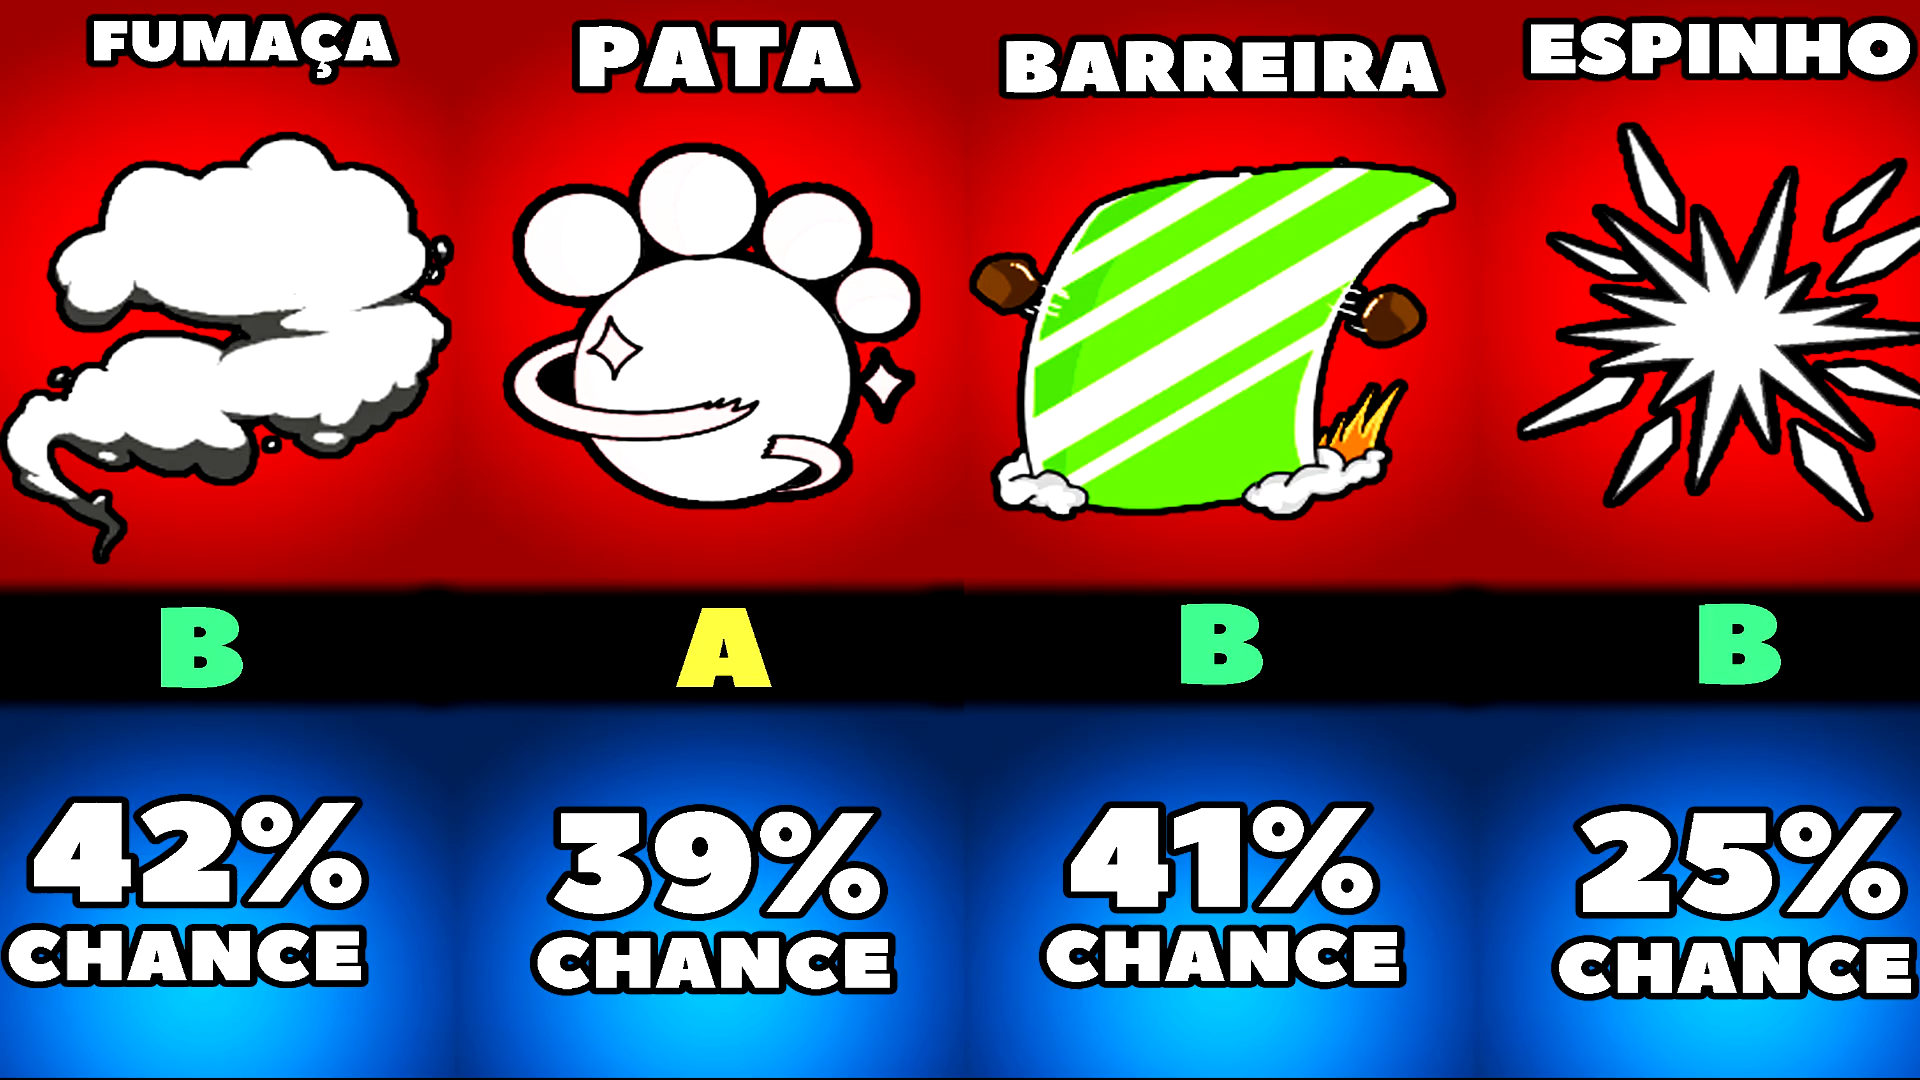 FUMAÇA
PATA
BARREIRA
ESPINHO
B
A
B
B
42%
CHANCE
39%
CHANCE
41%
CHANCE
25%
CHANCE